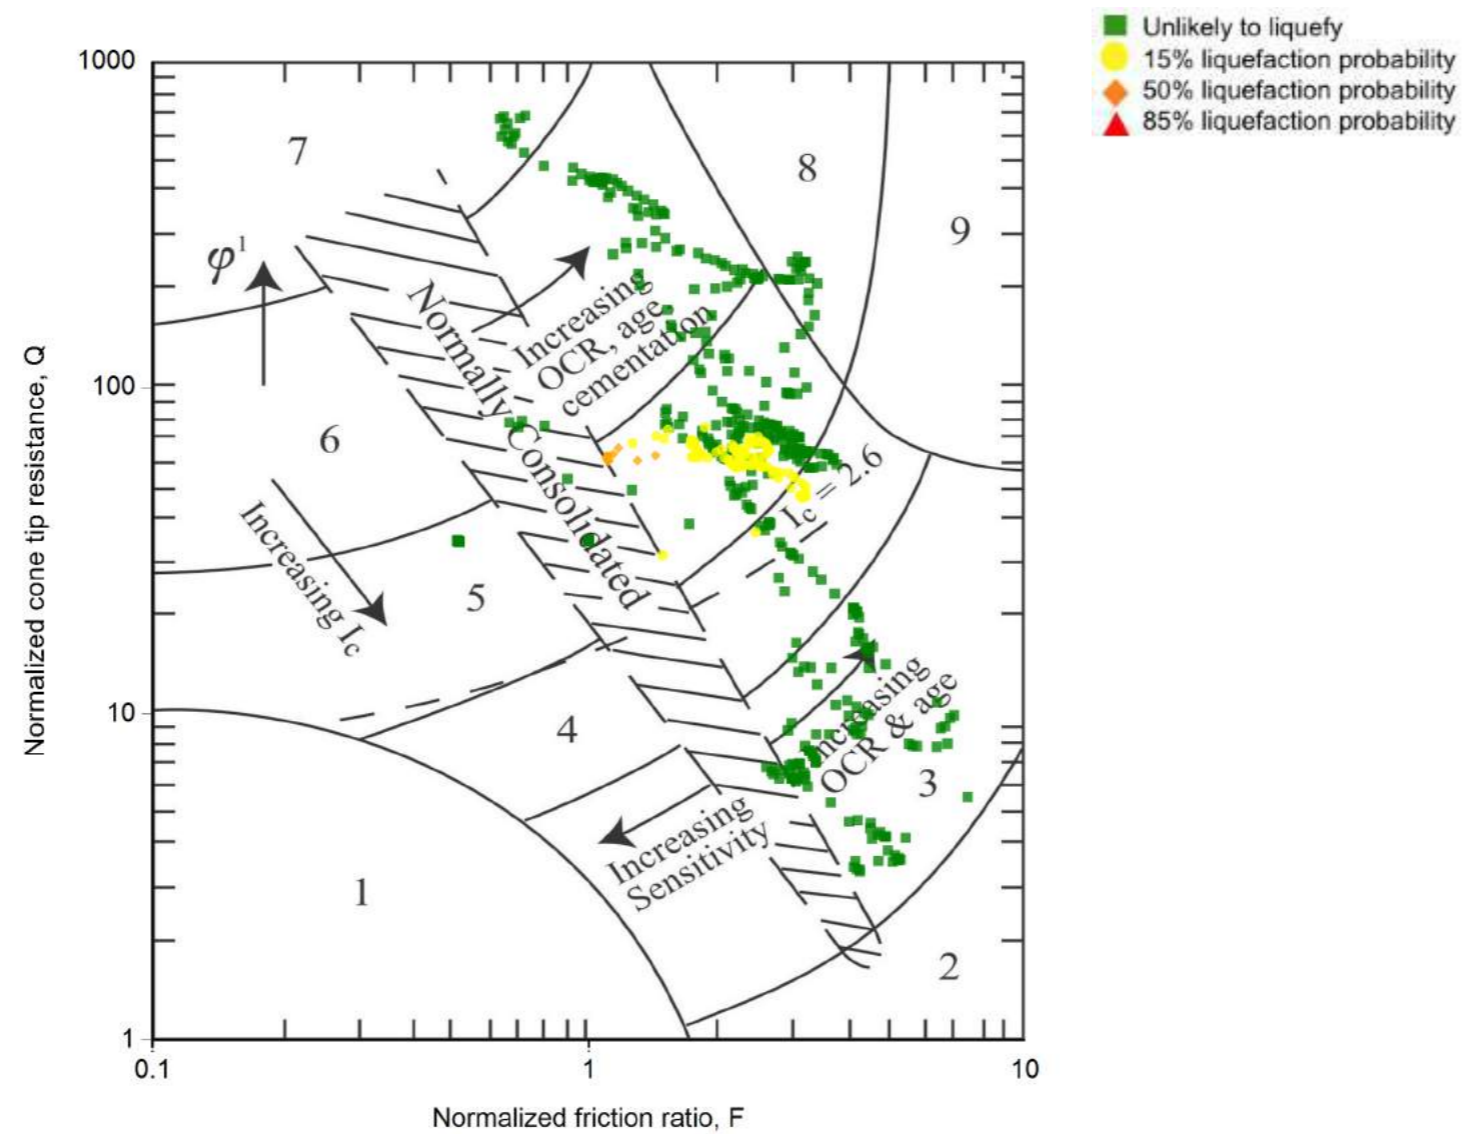 Unlikely to liquefy
15% liquefaction probability
50% liquefaction probability
85% liquefaction probability
1000
100
10
1
0.1
1
10
Normalized cone tip resistance, Q
Normalized friction ratio, F
7
8
9
φ1
6
5
4
3
1
2
Normally Consolidated
Increasing
OCR, age,
cementation
Increasing Ic
Ic = 2.6
Increasing
OCR & age
Increasing
Sensitivity